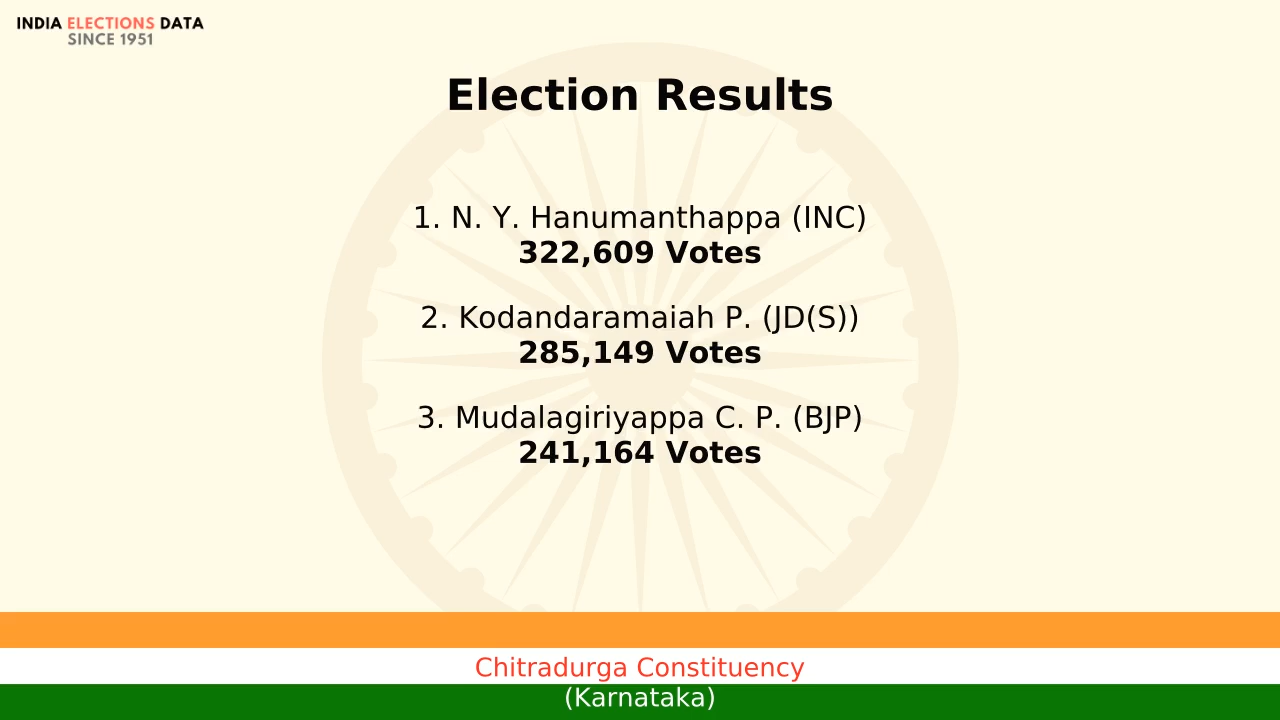 INDIA ELECTIONS DATA
SINCE 1951
Election Results
1. N. Y. Hanumanthappa (INC)
322,609 Votes
2. Kodandaramaiah P. (JD(S))
285,149 Votes
3. Mudalagiriyappa C. P. (BJP)
241,164 Votes
Chitradurga Constituency
(Karnataka)